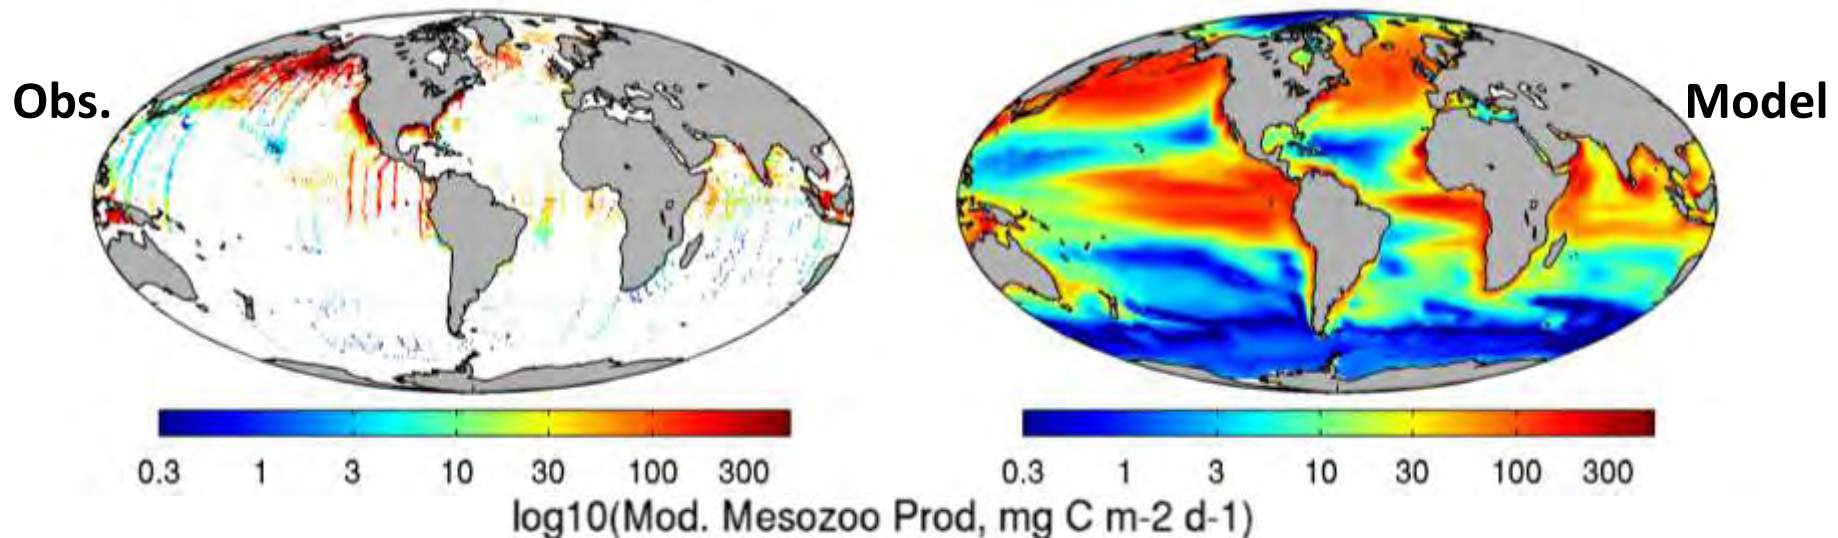 Obs.
Model
0.3 1 3 10 30 100 300
0.3 1 3 10 30 100 300
log10(Mod. Mesozoo Prod, mg C m-2 d-1)